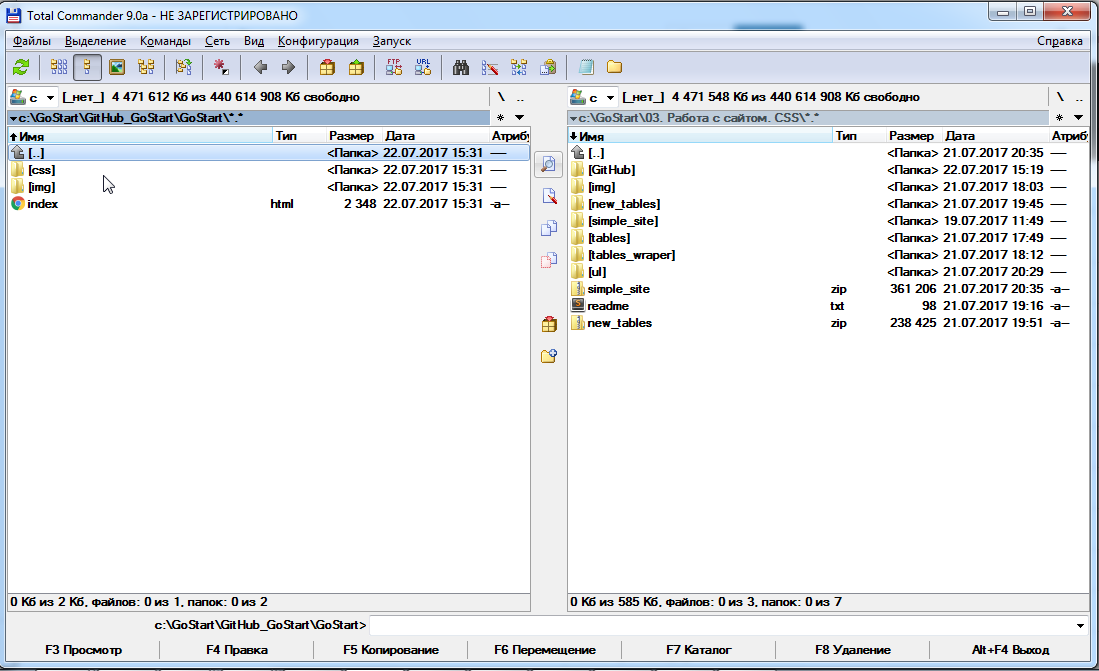 Total Commander 9.0a - НЕ ЗАРЕГИСТРИРОВАНО
Файлы Выделение Команды Сеть Вид Конфигурация Запуск Справка
FTP URL
c [_нет_] 4 471 612 Кб из 440 614 908 Кб свободно \ ..
c:\GoStart\GitHub_GoStart\GoStart\*.* *
Имя Тип Размер Дата Атрибу
[..] <Папка> 22.07.2017 15:31 ----
[css] <Папка> 22.07.2017 15:31 ----
[img] <Папка> 22.07.2017 15:31 ----
index html 2 348 22.07.2017 15:31 -a--
0 Кб из 2 Кб, файлов: 0 из 1, папок: 0 из 2
c [_нет_] 4 471 548 Кб из 440 614 908 Кб свободно \ ..
c:\GoStart\03. Работа с сайтом. CSS\*.* *
Имя Тип Размер Дата Атрибу
[..] <Папка> 21.07.2017 20:35 ----
[GitHub] <Папка> 22.07.2017 15:19 ----
[img] <Папка> 21.07.2017 18:03 ----
[new_tables] <Папка> 21.07.2017 19:45 ----
[simple_site] <Папка> 19.07.2017 11:49 ----
[tables] <Папка> 21.07.2017 17:49 ----
[tables_wraper] <Папка> 21.07.2017 18:12 ----
[ul] <Папка> 21.07.2017 20:29 ----
simple_site zip 361 206 21.07.2017 20:35 -a--
readme txt 98 21.07.2017 19:16 -a--
new_tables zip 238 425 21.07.2017 19:51 -a--
0 Кб из 585 Кб, файлов: 0 из 3, папок: 0 из 7
c:\GoStart\GitHub_GoStart\GoStart>
F3 Просмотр F4 Правка F5 Копирование F6 Перемещение F7 Каталог F8 Удаление Alt+F4 Выход